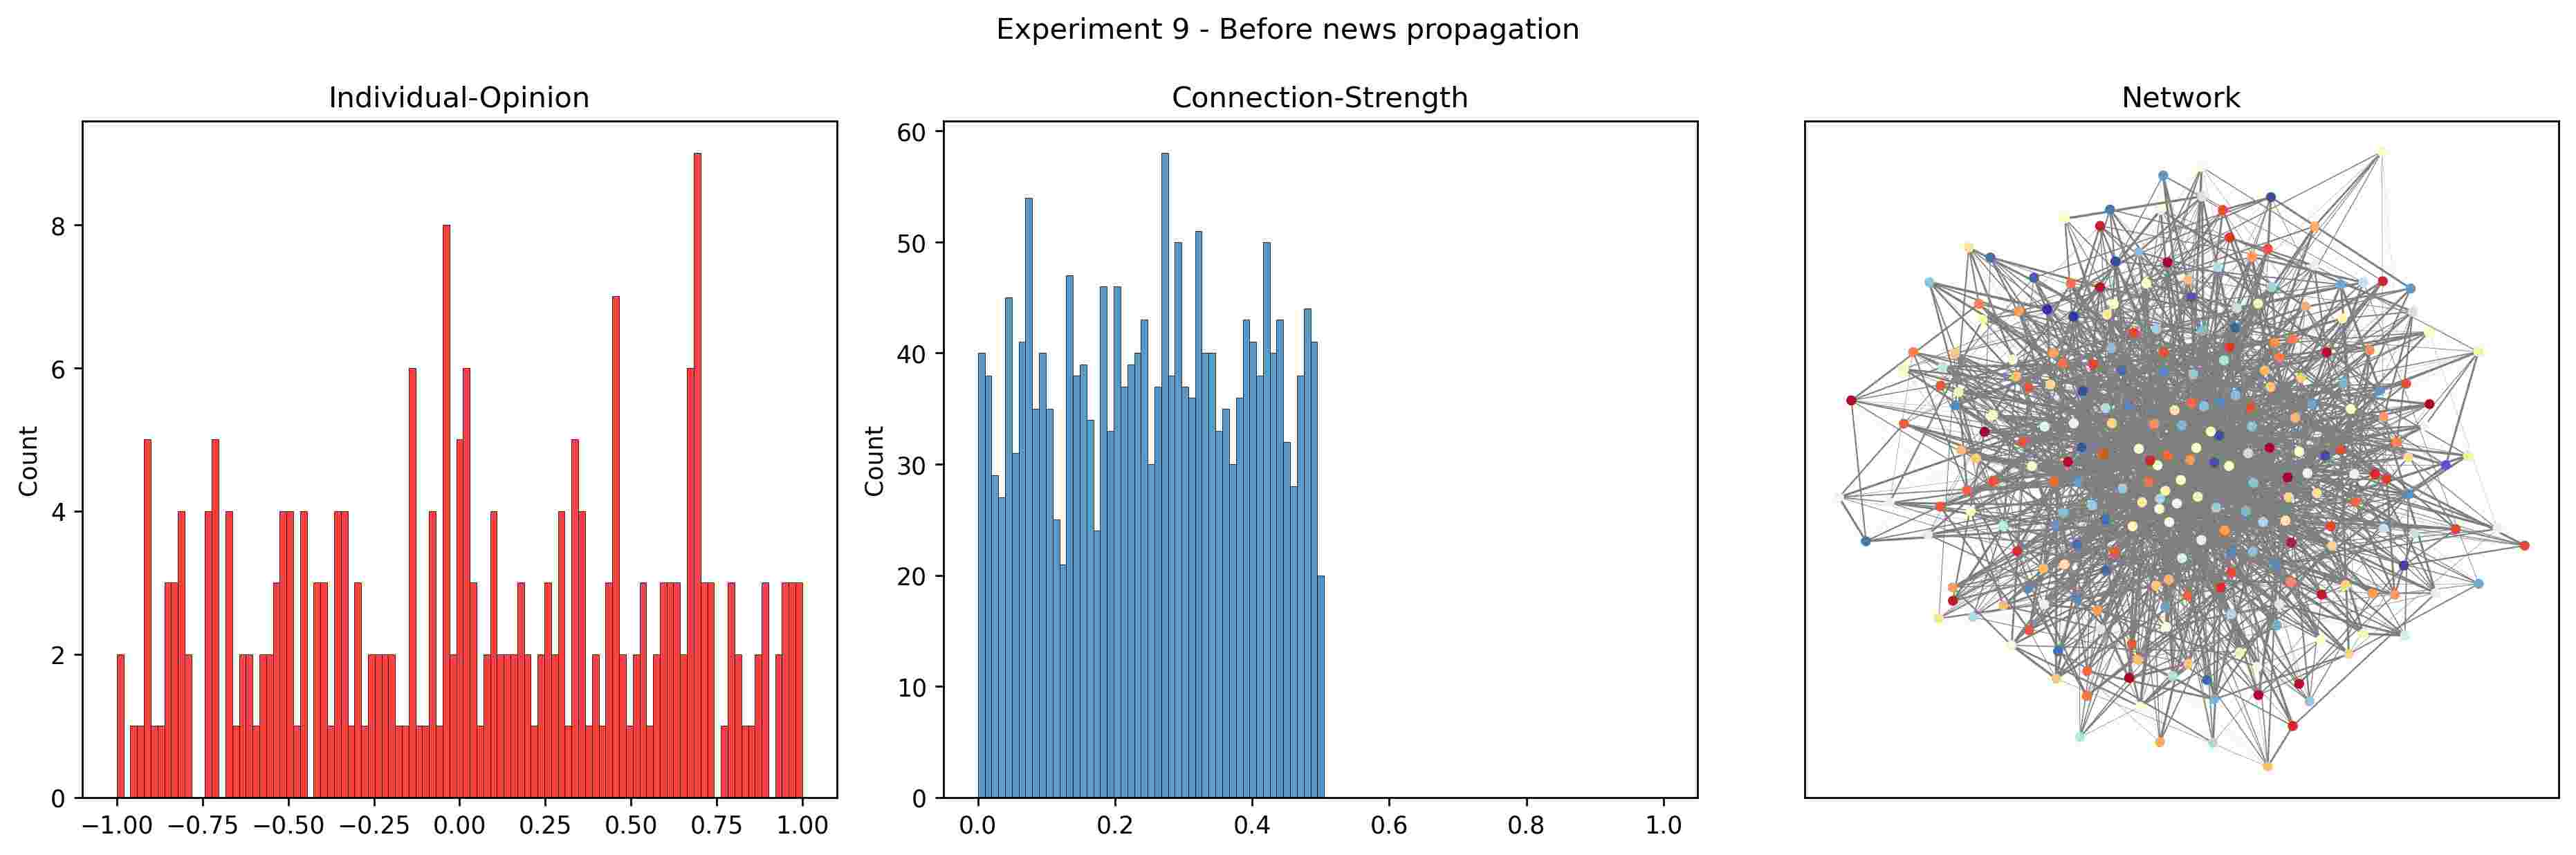 Experiment 9 - Before news propagation
Individual-Opinion
Count
8
6
4
2
0
−1.00 −0.75 −0.50 −0.25 0.00 0.25 0.50 0.75 1.00
Connection-Strength
Count
60
50
40
30
20
10
0
0.0 0.2 0.4 0.6 0.8 1.0
Network